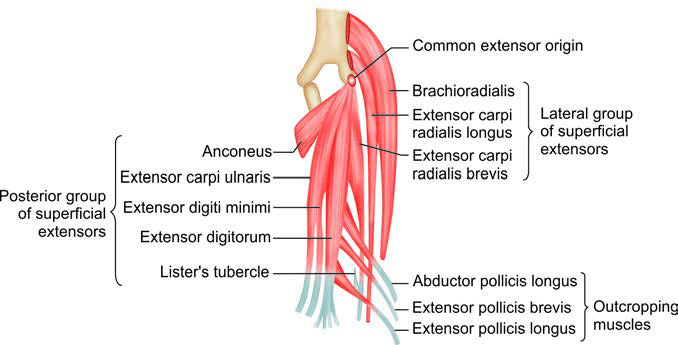 Common extensor origin
Brachioradialis
Extensor carpi
radialis longus
Extensor carpi
radialis brevis
Lateral group
of superficial
extensors
Anconeus
Extensor carpi ulnaris
Extensor digiti minimi
Extensor digitorum
Lister's tubercle
Posterior group
of superficial
extensors
Abductor pollicis longus
Extensor pollicis brevis
Extensor pollicis longus
Outcropping
muscles